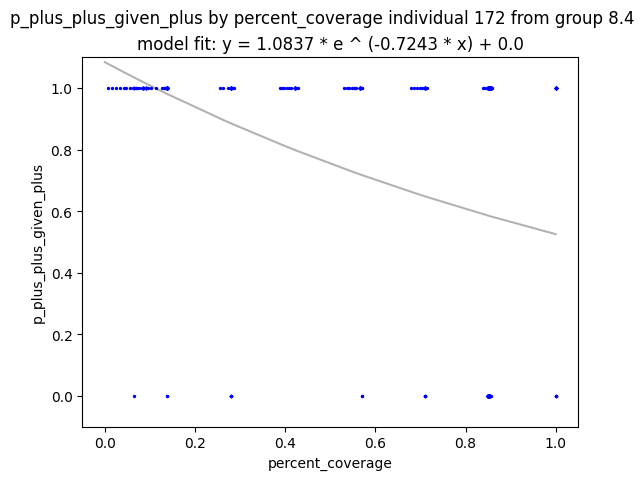 p_plus_plus_given_plus by percent_coverage individual 172 from group 8.4
model fit: y = 1.0837 * e ^ (-0.7243 * x) + 0.0
1.0
0.8
0.6
0.4
0.2
0.0
p_plus_plus_given_plus
0.0 0.2 0.4 0.6 0.8 1.0
percent_coverage